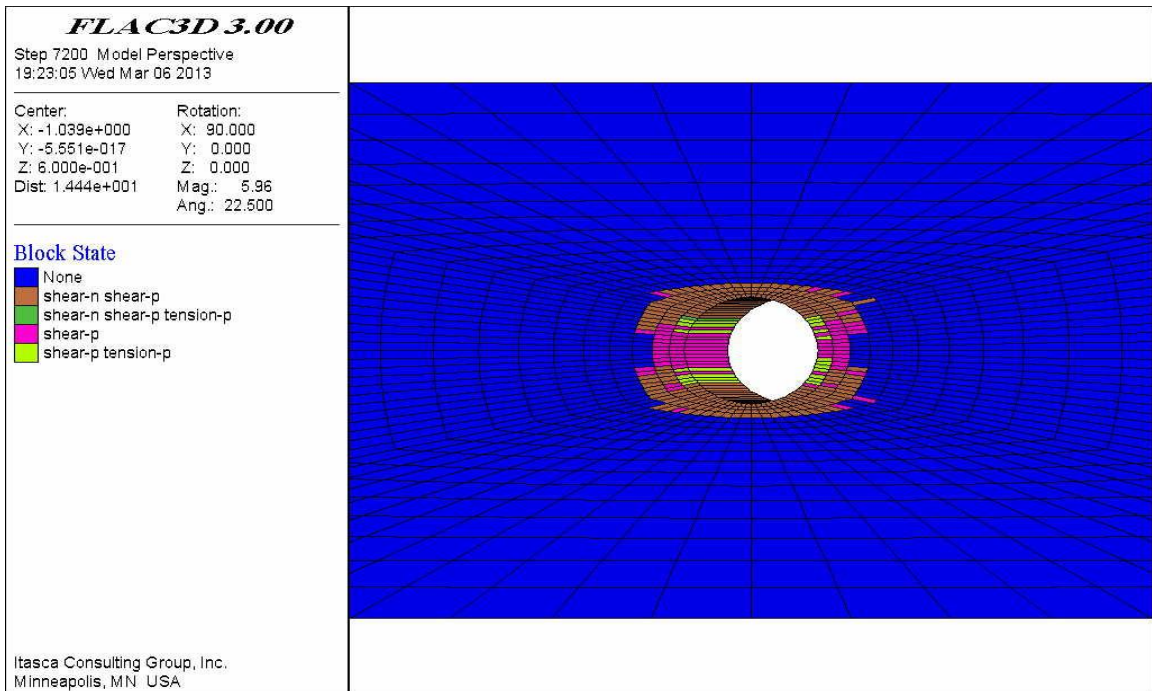 FLAC3D 3.00
Step 7200 Model Perspective
19:23:05 Wed Mar 06 2013
Center:
X: -1.039e+000
Y: -5.551e-017
Z: 6.000e-001
Dist: 1.444e+001
Rotation:
X: 90.000
Y: 0.000
Z: 0.000
Mag.: 5.96
Ang.: 22.500
Block State
None
shear-n shear-p
shear-n shear-p tension-p
shear-p
shear-p tension-p
Itasca Consulting Group, Inc.
Minneapolis, MN USA